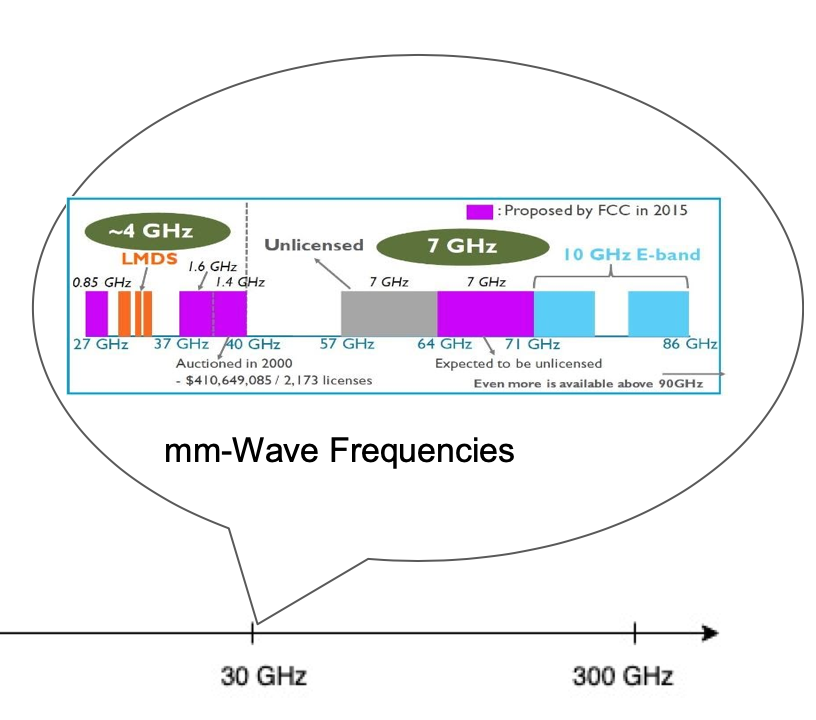 : Proposed by FCC in 2015
~4 GHz
Unlicensed
7 GHz
LMDS
10 GHz E-band
1.6 GHz
0.85 GHz
1.4 GHz
7 GHz
7 GHz
27 GHz
37 GHz
40 GHz
57 GHz
64 GHz
71 GHz
86 GHz
Auctioned in 2000
- $410,649,085 / 2,173 licenses
Expected to be unlicensed
Even more is available above 90GHz
mm-Wave Frequencies
30 GHz
300 GHz